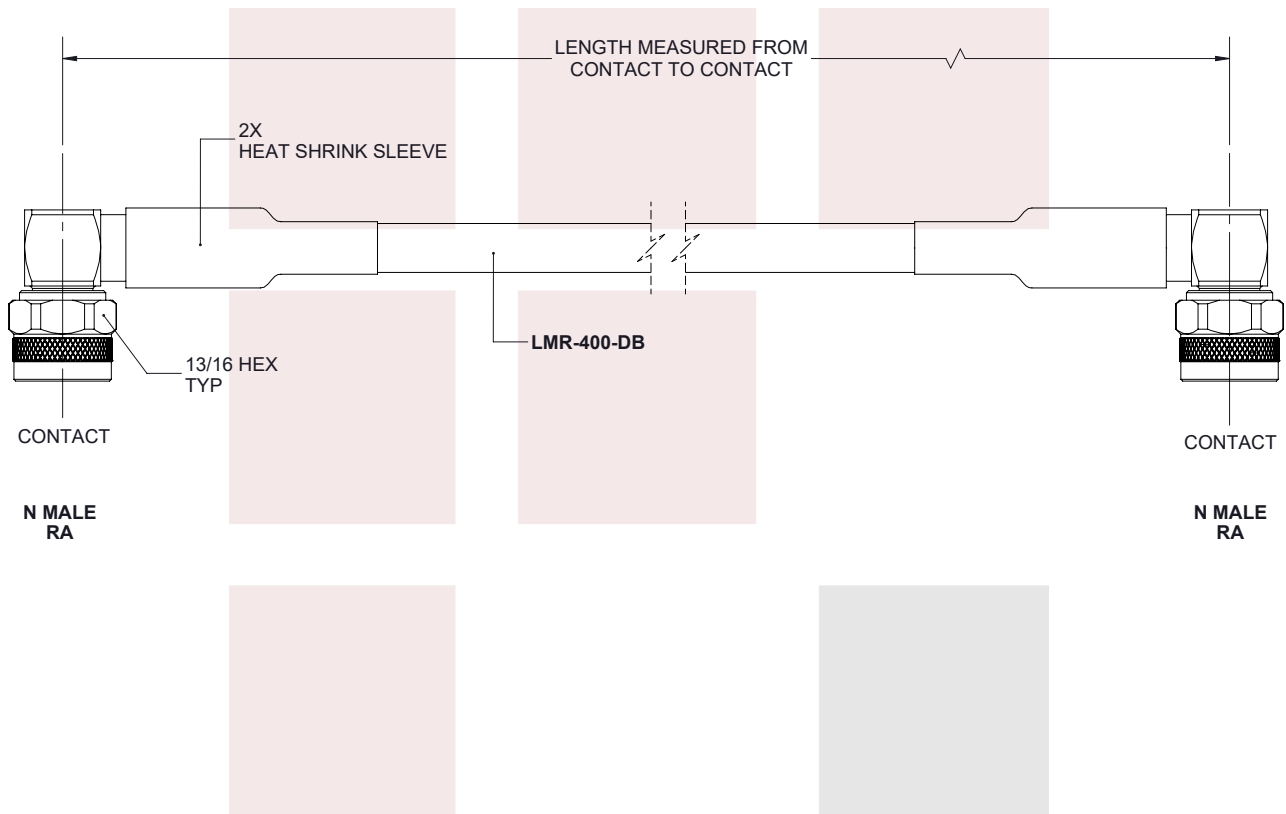 LENGTH MEASURED FROM
CONTACT TO CONTACT
2X
HEAT SHRINK SLEEVE
LMR-400-DB
13/16 HEX
TYP
CONTACT
CONTACT
N MALE
RA
N MALE
RA